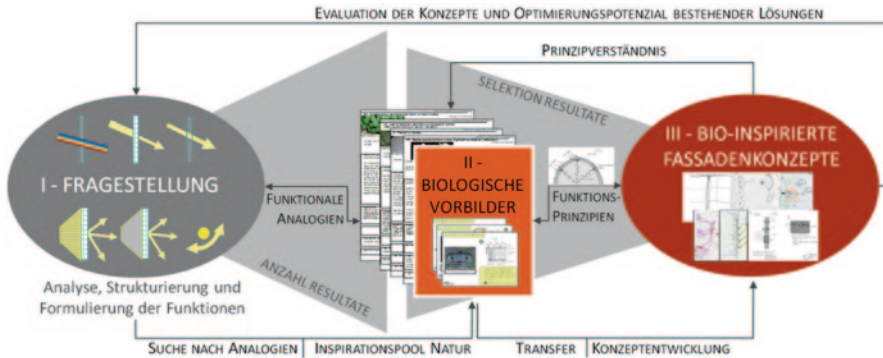 EVALUATION DER KONZEPTE UND OPTIMIERUNGSPOTENZIAL BESTEHENDER LÖSUNGEN
PRINZIPVERSTÄNDNIS
SELEKTION RESULTATE
I - FRAGESTELLUNG
FUNKTIONALE
ANALOGIEN
II -
BIOLOGISCHE
VORBILDER
FUNKTIONS-
PRINZIPIEN
III - BIO-INSPIRIERTE
FASSADENKONZEPTE
ANZAHL RESULTATE
Analyse, Strukturierung und
Formulierung der Funktionen
SUCHE NACH ANALOGIEN
INSPIRATIONSPOOL NATUR
TRANSFER
KONZEPTENTWICKLUNG